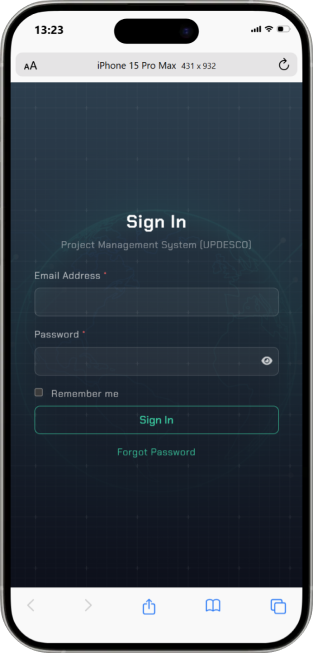 13:23
AA
iPhone 15 Pro Max 431 x 932
Sign In
Project Management System [UPDESCO]
Email Address *
Password *
Remember me
Sign In
Forgot Password